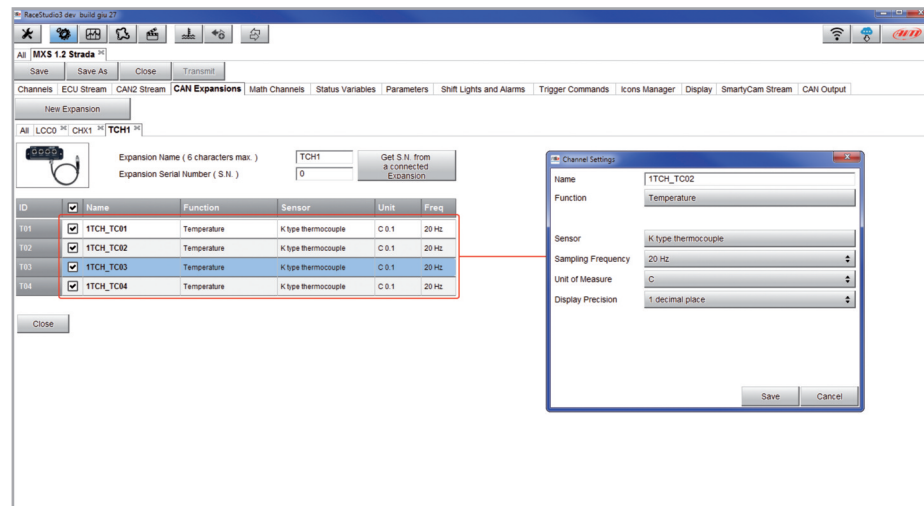 RaceStudio3 dev build giu 27
AiM
All MXS 1.2 Strada
Save Save As Close Transmit
Channels ECU Stream CAN2 Stream CAN Expansions Math Channels Status Variables Parameters Shift Lights and Alarms Trigger Commands Icons Manager Display SmartyCam Stream CAN Output
New Expansion
All LCC0 CHX1 TCH1
Expansion Name ( 6 characters max. ) TCH1
Expansion Serial Number ( S.N. ) 0
Get S.N. from
a connected
Expansion
ID Name Function Sensor Unit Freq
T01 1TCH_TC01 Temperature K type thermocouple C 0.1 20 Hz
T02 1TCH_TC02 Temperature K type thermocouple C 0.1 20 Hz
T03 1TCH_TC03 Temperature K type thermocouple C 0.1 20 Hz
T04 1TCH_TC04 Temperature K type thermocouple C 0.1 20 Hz
Close
Channel Settings
Name 1TCH_TC02
Function Temperature
Sensor K type thermocouple
Sampling Frequency 20 Hz
Unit of Measure C
Display Precision 1 decimal place
Save Cancel